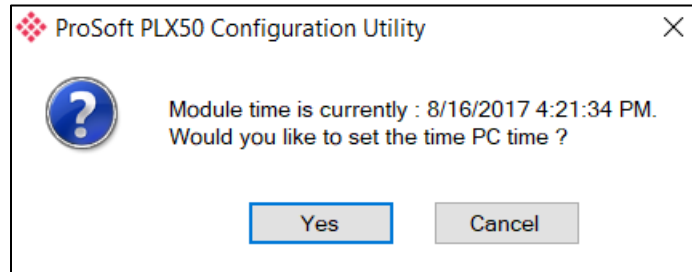 ProSoft PLX50 Configuration Utility
Module time is currently : 8/16/2017 4:21:34 PM.
Would you like to set the time PC time ?
Yes
Cancel